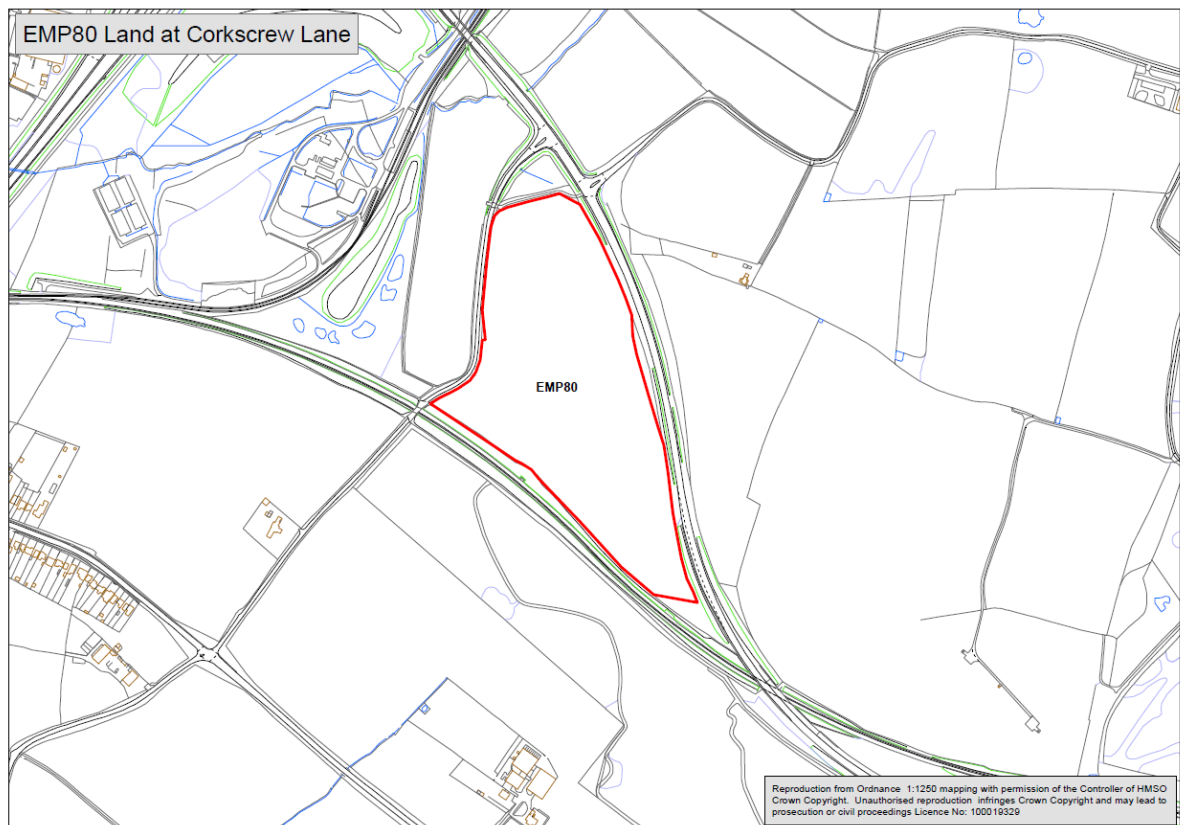 EMP80 Land at Corkscrew Lane
EMP80
Reproduction from Ordnance 1:1250 mapping with permission of the Controller of HMSO
Crown Copyright. Unauthorised reproduction infringes Crown Copyright and may lead to
prosecution or civil proceedings Licence No: 100019329